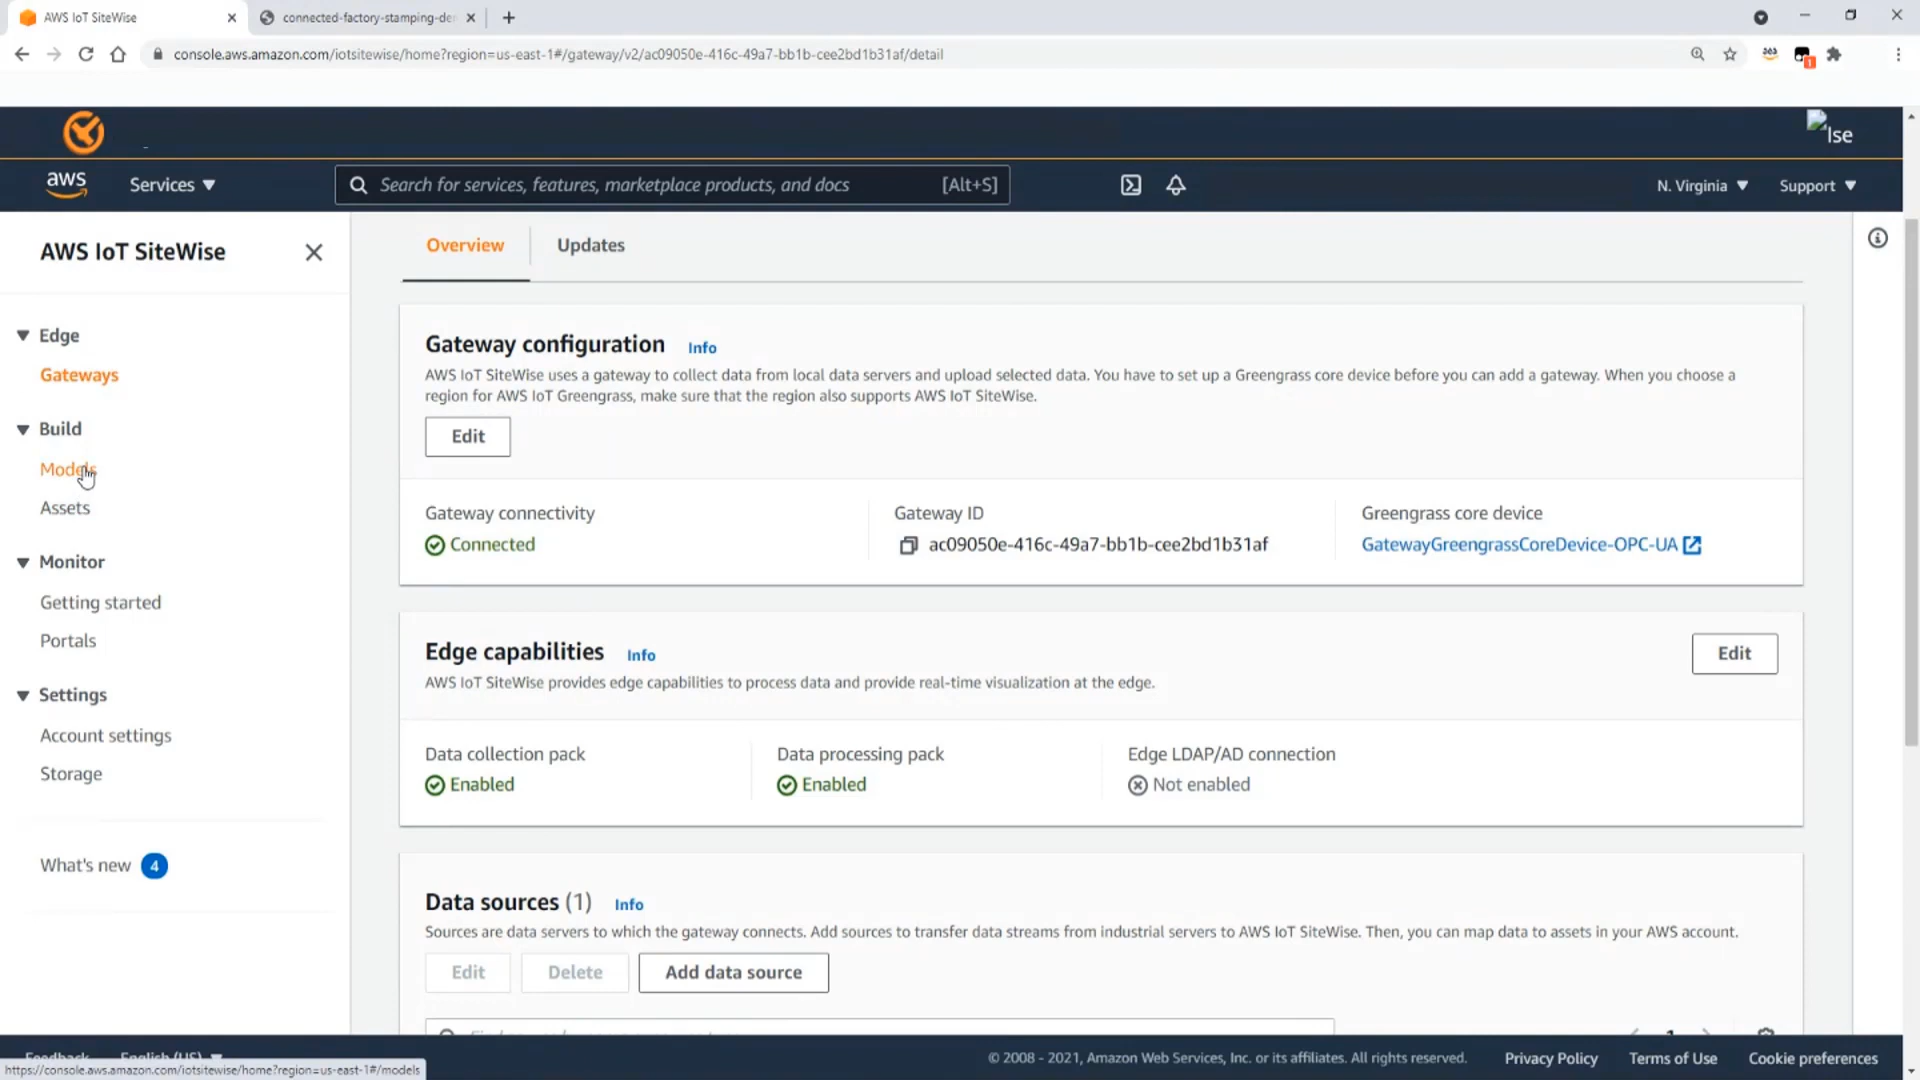 AWS IoT SiteWise
connected-factory-stamping-de
console.aws.amazon.com/iotsitewise/home?region=us-east-1#/gateway/v2/ac09050e-416c-49a7-bb1b-cee2bd1b31af/detail
1
lse
aws
Services ▼
Search for services, features, marketplace products, and docs [Alt+S]
N. Virginia ▼
Support ▼
AWS IoT SiteWise
Edge
Gateways
Build
Models
Assets
Monitor
Getting started
Portals
Settings
Account settings
Storage
What's new 4
Overview
Updates
Gateway configuration Info
AWS IoT SiteWise uses a gateway to collect data from local data servers and upload selected data. You have to set up a Greengrass core device before you can add a gateway. When you choose a
region for AWS IoT Greengrass, make sure that the region also supports AWS IoT SiteWise.
Edit
Gateway connectivity
Connected
Gateway ID
ac09050e-416c-49a7-bb1b-cee2bd1b31af
Greengrass core device
GatewayGreengrassCoreDevice-OPC-UA
Edge capabilities Info
Edit
AWS IoT SiteWise provides edge capabilities to process data and provide real-time visualization at the edge.
Data collection pack
Enabled
Data processing pack
Enabled
Edge LDAP/AD connection
Not enabled
Data sources (1) Info
Sources are data servers to which the gateway connects. Add sources to transfer data streams from industrial servers to AWS IoT SiteWise. Then, you can map data to assets in your AWS account.
Edit
Delete
Add data source
Feedback
English (US)
© 2008 - 2021, Amazon Web Services, Inc. or its affiliates. All rights reserved.
Privacy Policy
Terms of Use
Cookie preferences
https://console.aws.amazon.com/iotsitewise/home?region=us-east-1#/models